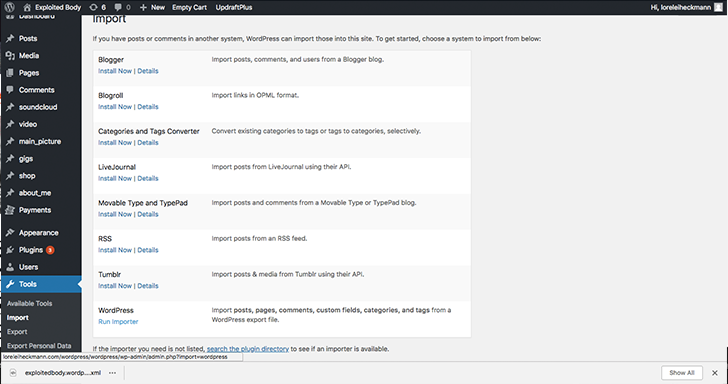 Exploited Body 6 0 + New Empty Cart UpdraftPlus Hi, loreleiheckmann
Dashboard
Import
Posts
If you have posts or comments in another system, WordPress can import those into this site. To get started, choose a system to import from below:
Media
Pages
Comments
soundcloud
video
main_picture
gigs
shop
about_me
Payments
Appearance
Plugins 3
Users
Tools
Available Tools
Import
Export
Export Personal Data
Blogger Import posts, comments, and users from a Blogger blog.
Install Now | Details
Blogroll Import links in OPML format.
Install Now | Details
Categories and Tags Converter Convert existing categories to tags or tags to categories, selectively.
Install Now | Details
LiveJournal Import posts from LiveJournal using their API.
Install Now | Details
Movable Type and TypePad Import posts and comments from a Movable Type or TypePad blog.
Install Now | Details
RSS Import posts from an RSS feed.
Install Now | Details
Tumblr Import posts & media from Tumblr using their API.
Install Now | Details
WordPress Import posts, pages, comments, custom fields, categories, and tags from a
WordPress export file.
Run Importer
If the importer you need is not listed, search the plugin directory to see if an importer is available.
loreleiheckmann.com/wordpress/wordpress/wp-admin/admin.php?import=wordpress
exploitedbody.wordp....xml ... Show All